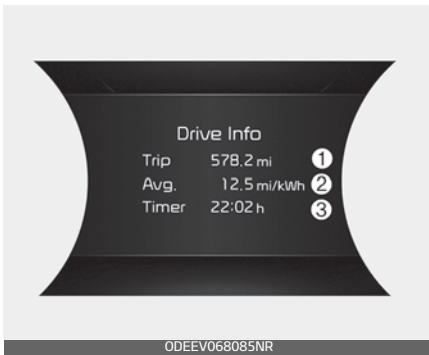 Drive Info
Trip 578.2 mi ①
Avg. 12.5 mi/kWh ②
Timer 22:02 h ③
ODEEV068085NR